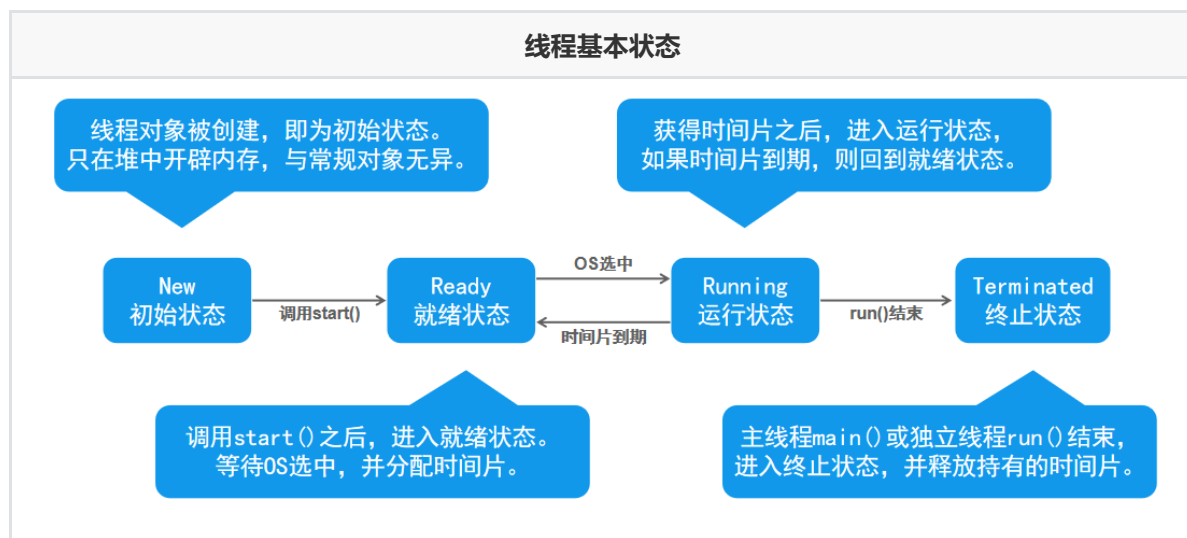 线程基本状态
线程对象被创建，即为初始状态。
只在堆中开辟内存，与常规对象无异。
获得时间片之后，进入运行状态，
如果时间片到期，则回到就绪状态。
New
初始状态
调用start()
Ready
就绪状态
OS选中
时间片到期
Running
运行状态
run()结束
Terminated
终止状态
调用start()之后，进入就绪状态。
等待OS选中，并分配时间片。
主线程main()或独立线程run()结束，
进入终止状态，并释放持有的时间片。